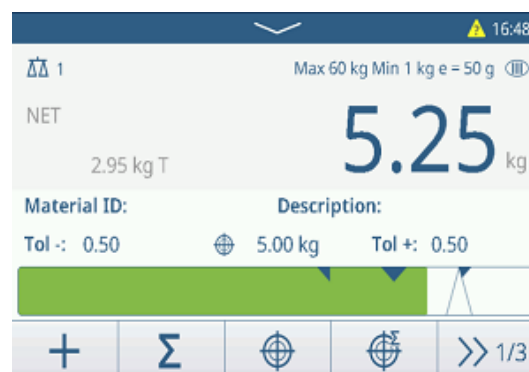 16:48
1 Max 60 kg Min 1 kg e = 50 g III
NET
5.25 kg
2.95 kg T
Material ID: Description:
Tol -: 0.50 5.00 kg Tol +: 0.50
+ Σ Σ >> 1/3